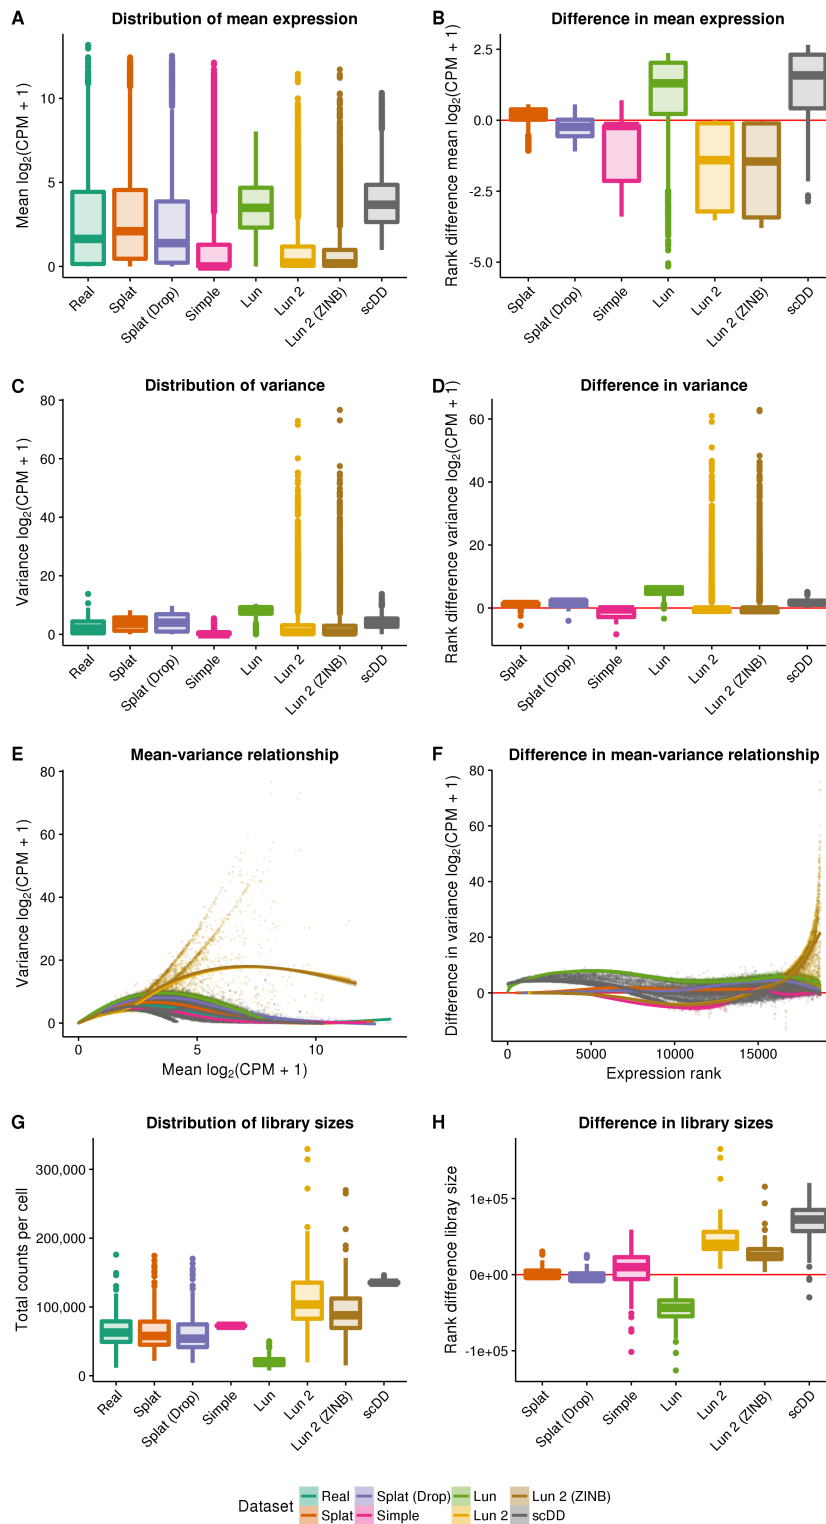 A Distribution of mean expression
Mean log2(CPM + 1)
10
5
0
Real Splat Splat (Drop) Simple Lun Lun 2 Lun 2 (ZINB) scDD
B Difference in mean expression
Rank difference mean log2(CPM + 1)
2.5
0.0
-2.5
-5.0
Splat Splat (Drop) Simple Lun Lun 2 Lun 2 (ZINB) scDD
C Distribution of variance
Variance log2(CPM + 1)
80
60
40
20
0
Real Splat Splat (Drop) Simple Lun Lun 2 Lun 2 (ZINB) scDD
D Difference in variance
Rank difference variance log2(CPM + 1)
60
40
20
0
Splat Splat (Drop) Simple Lun Lun 2 Lun 2 (ZINB) scDD
E Mean-variance relationship
Variance log2(CPM + 1)
80
60
40
20
0
0 5 10
Mean log2(CPM + 1)
F Difference in mean-variance relationship
Difference in variance log2(CPM + 1)
80
60
40
20
0
0 5000 10000 15000
Expression rank
G Distribution of library sizes
Total counts per cell
300,000
200,000
100,000
0
Real Splat Splat (Drop) Simple Lun Lun 2 Lun 2 (ZINB) scDD
H Difference in library sizes
Rank difference libray size
1e+05
0e+00
-1e+05
Splat Splat (Drop) Simple Lun Lun 2 Lun 2 (ZINB) scDD
Dataset
Real Splat (Drop) Lun Lun 2 (ZINB)
Splat Simple Lun 2 scDD